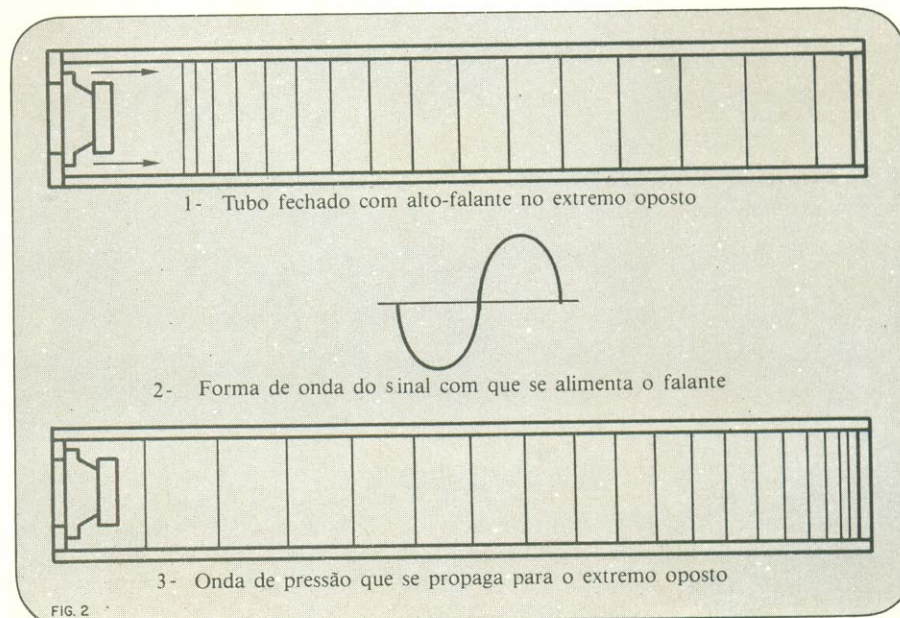 1- Tubo fechado com alto-falante no extremo oposto
2- Forma de onda do sinal com que se alimenta o falante
3- Onda de pressão que se propaga para o extremo oposto
FIG. 2